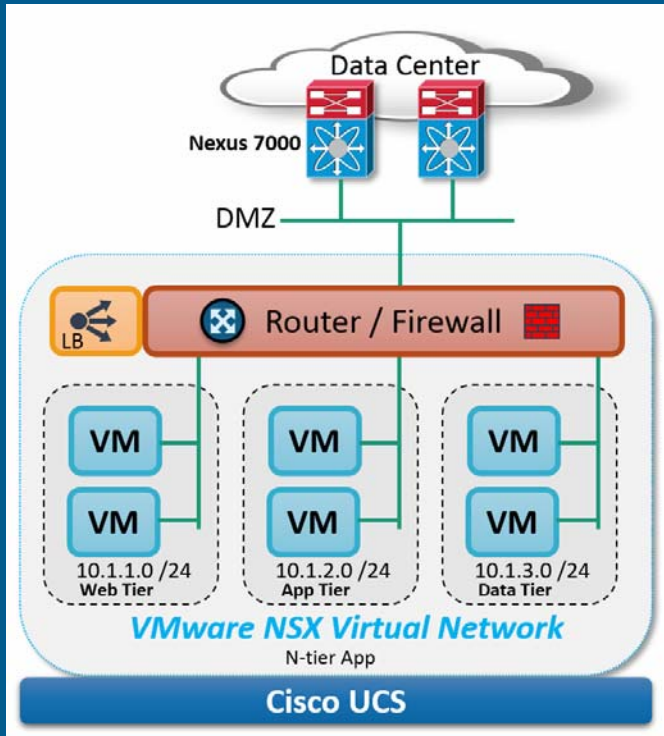 Data Center
Nexus 7000
DMZ
LB
Router / Firewall
VM VM VM
VM VM VM
10.1.1.0 /24 10.1.2.0 /24 10.1.3.0 /24
Web Tier App Tier Data Tier
VMware NSX Virtual Network
N-tier App
Cisco UCS